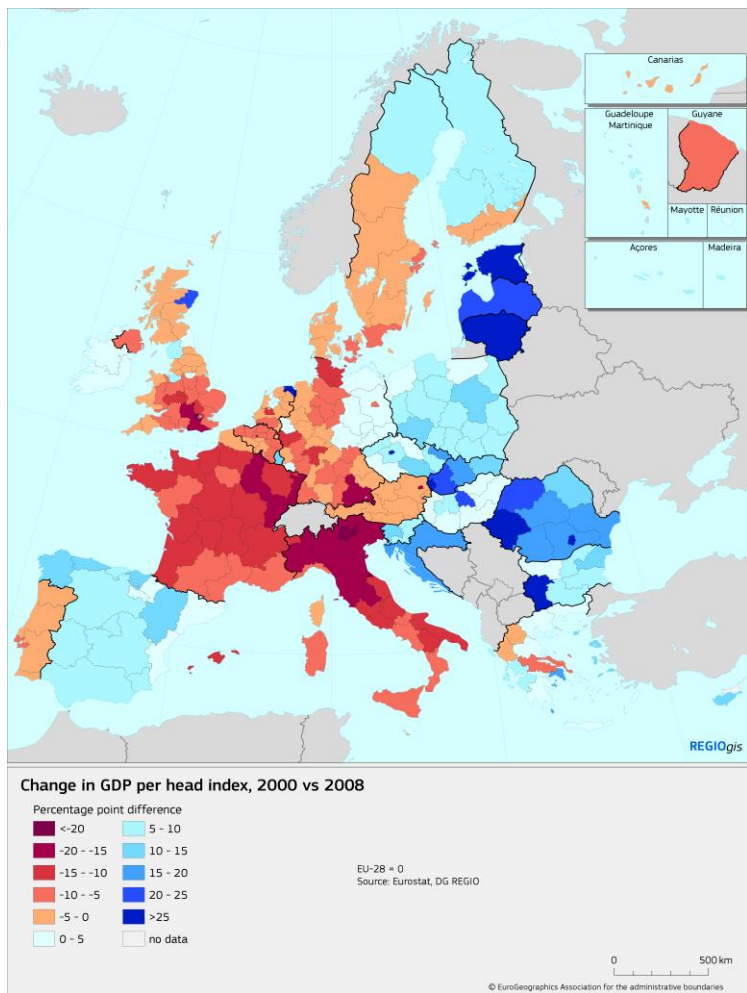 Canarias
Guadeloupe
Martinique
Guyane
Mayotte
Réunion
Açores
Madeira
REGIOgis
Change in GDP per head index, 2000 vs 2008
Percentage point difference
<-20
-20 - -15
-15 - -10
-10 - -5
-5 - 0
0 - 5
5 - 10
10 - 15
15 - 20
20 - 25
>25
no data
EU-28 = 0
Source: Eurostat, DG REGIO
0 500 km
© EuroGeographics Association for the administrative boundaries